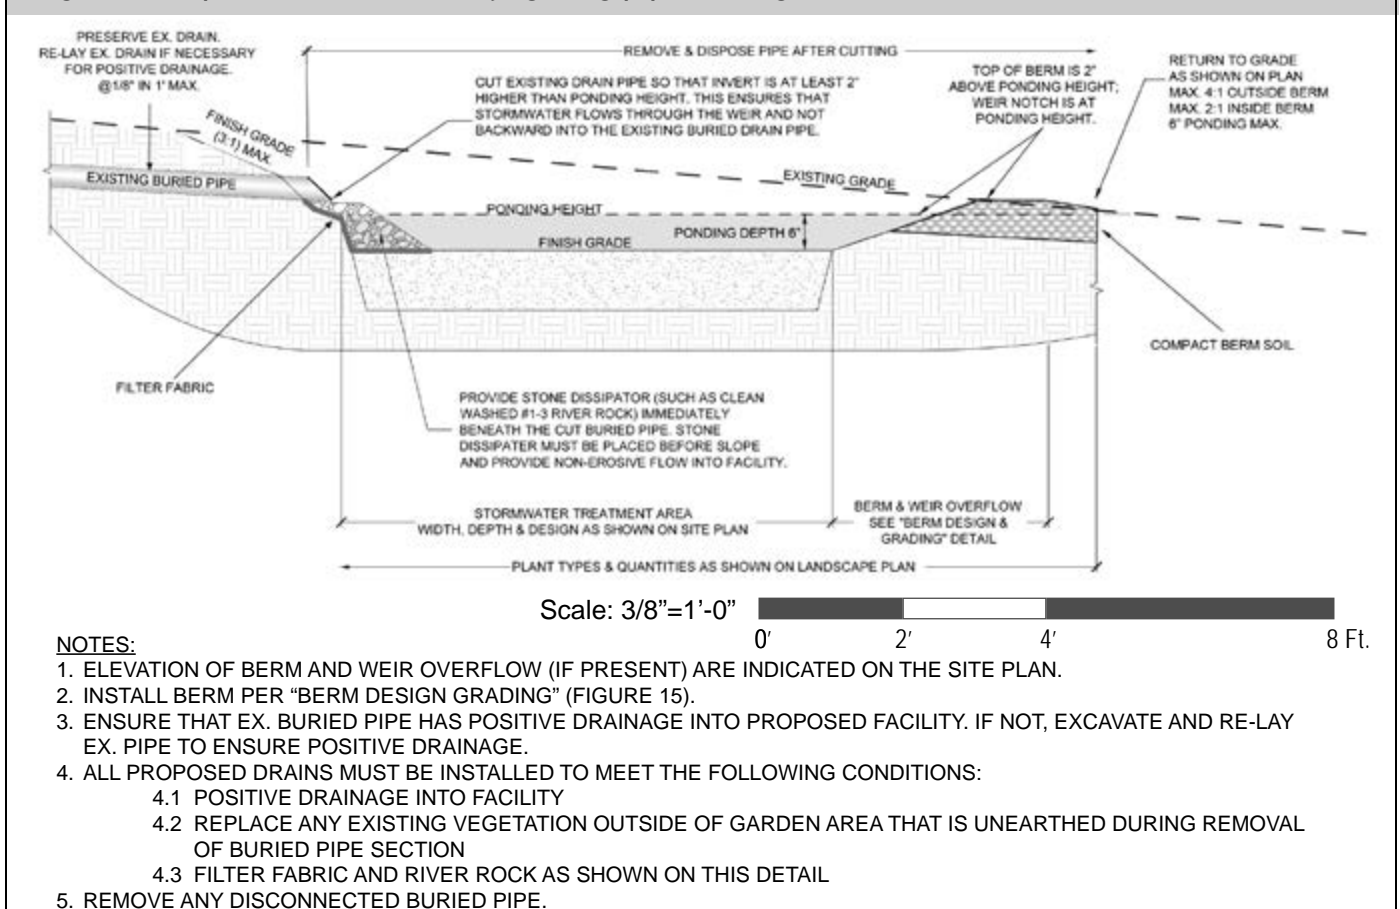 PRESERVE EX. DRAIN.
RE-LAY EX. DRAIN IF NECESSARY
FOR POSITIVE DRAINAGE.
@1/8" IN 1' MAX.
REMOVE & DISPOSE PIPE AFTER CUTTING
CUT EXISTING DRAIN PIPE SO THAT INVERT IS AT LEAST 2"
HIGHER THAN PONDING HEIGHT. THIS ENSURES THAT
STORMWATER FLOWS THROUGH THE WEIR AND NOT
BACKWARD INTO THE EXISTING BURIED DRAIN PIPE.
TOP OF BERM IS 2"
ABOVE PONDING HEIGHT;
WEIR NOTCH IS AT
PONDING HEIGHT.
RETURN TO GRADE
AS SHOWN ON PLAN
MAX. 4:1 OUTSIDE BERM
MAX. 2:1 INSIDE BERM
6" PONDING MAX.
FINISH GRADE
(3:1) MAX.
EXISTING BURIED PIPE
EXISTING GRADE
PONDING HEIGHT
PONDING DEPTH 6"
FINISH GRADE
COMPACT BERM SOIL
FILTER FABRIC
PROVIDE STONE DISSIPATOR (SUCH AS CLEAN
WASHED #1-3 RIVER ROCK) IMMEDIATELY
BENEATH THE CUT BURIED PIPE. STONE
DISSIPATER MUST BE PLACED BEFORE SLOPE
AND PROVIDE NON-EROSIVE FLOW INTO FACILITY.
STORMWATER TREATMENT AREA
WIDTH, DEPTH & DESIGN AS SHOWN ON SITE PLAN
BERM & WEIR OVERFLOW
SEE "BERM DESIGN &
GRADING" DETAIL
PLANT TYPES & QUANTITIES AS SHOWN ON LANDSCAPE PLAN
Scale: 3/8”=1’-0”
0’ 2’ 4’ 8 Ft.
NOTES:
1. ELEVATION OF BERM AND WEIR OVERFLOW (IF PRESENT) ARE INDICATED ON THE SITE PLAN.
2. INSTALL BERM PER “BERM DESIGN GRADING” (FIGURE 15).
3. ENSURE THAT EX. BURIED PIPE HAS POSITIVE DRAINAGE INTO PROPOSED FACILITY. IF NOT, EXCAVATE AND RE-LAY
EX. PIPE TO ENSURE POSITIVE DRAINAGE.
4. ALL PROPOSED DRAINS MUST BE INSTALLED TO MEET THE FOLLOWING CONDITIONS:
4.1 POSITIVE DRAINAGE INTO FACILITY
4.2 REPLACE ANY EXISTING VEGETATION OUTSIDE OF GARDEN AREA THAT IS UNEARTHED DURING REMOVAL
OF BURIED PIPE SECTION
4.3 FILTER FABRIC AND RIVER ROCK AS SHOWN ON THIS DETAIL
5. REMOVE ANY DISCONNECTED BURIED PIPE.